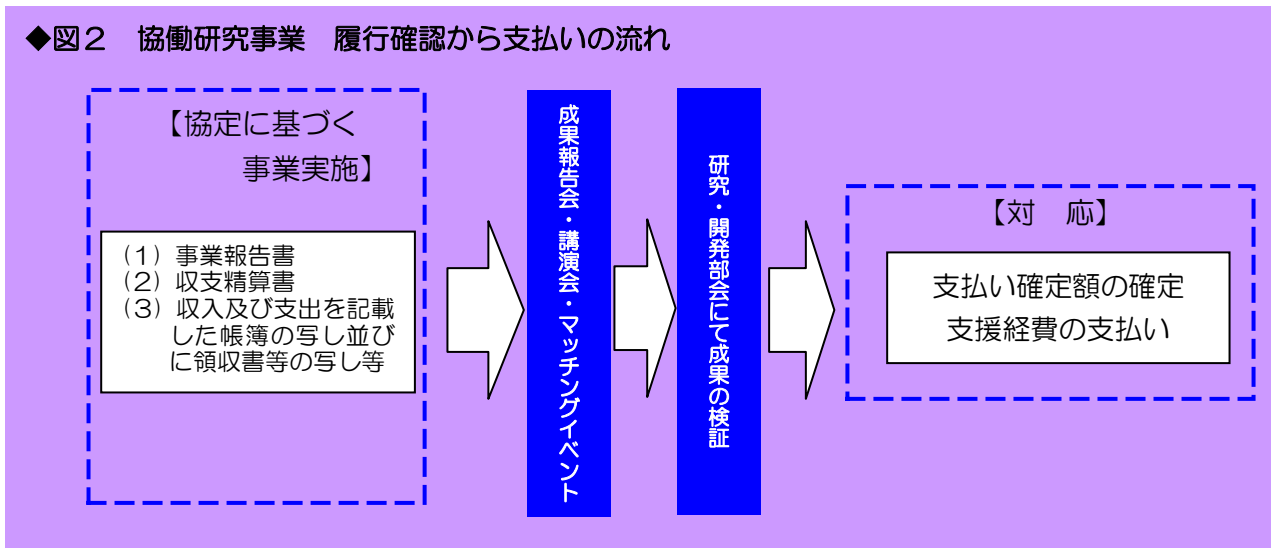 ◆図２　協働研究事業　履行確認から支払いの流れ
【協定に基づく
事業実施】
（１）事業報告書
（２）収支精算書
（３）収入及び支出を記載
した帳簿の写し並び
に領収書等の写し等
成果報告会・講演会・マッチングイベント
研究・開発部会にて成果の検証
【対　応】
支払い確定額の確定
支援経費の支払い